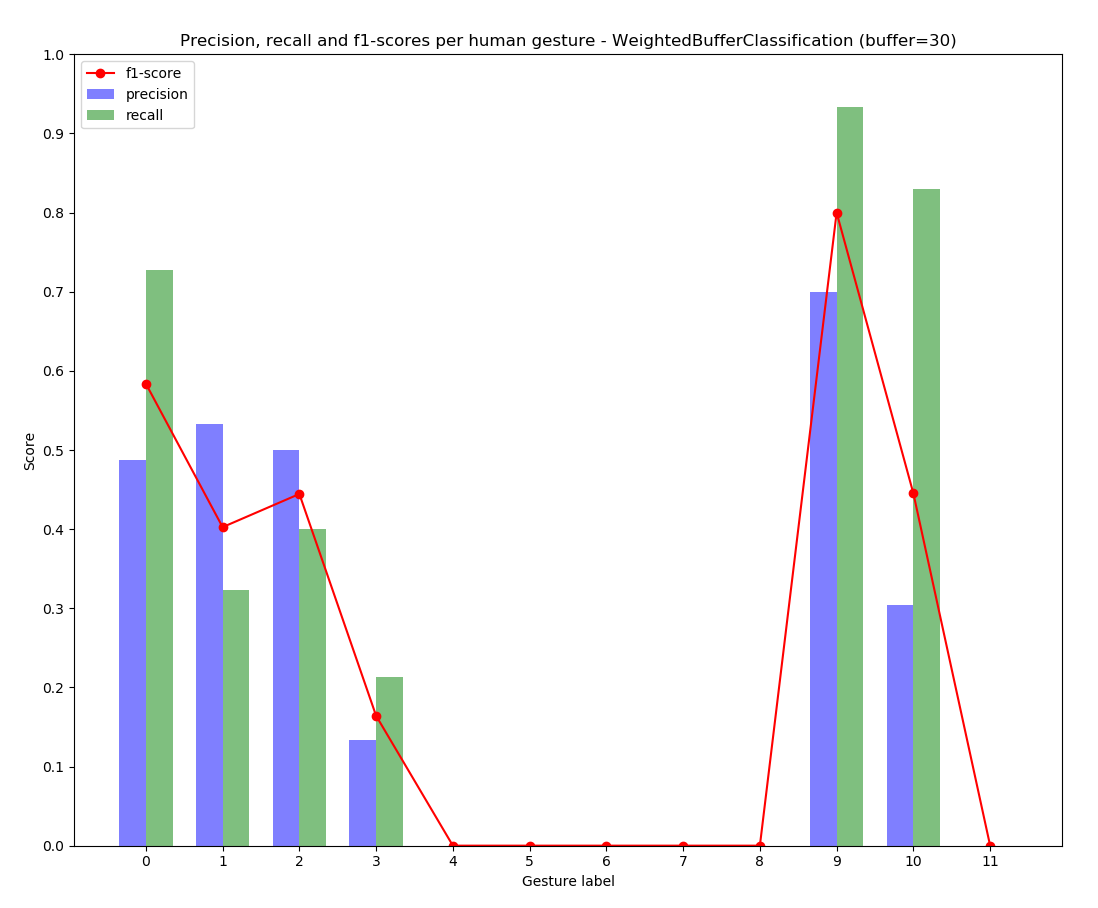 Precision, recall and f1-scores per human gesture - WeightedBufferClassification (buffer=30)
1.0
f1-score
precision
recall
0.9
0.8
0.7
0.6
0.5
Score
0.4
0.3
0.2
0.1
0.0
0 1 2 3 4 5 6 7 8 9 10 11
Gesture label